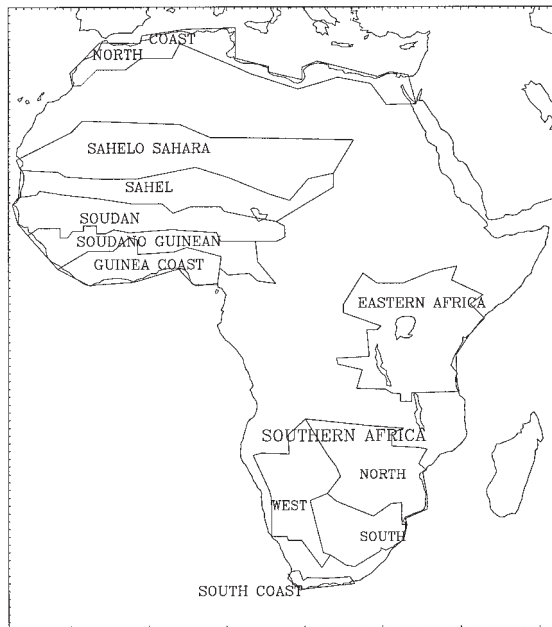 COAST
NORTH
SAHELO SAHARA
SAHEL
SOUDAN
SOUDANO GUINEAN
GUINEA COAST
EASTERN AFRICA
SOUTHERN AFRICA
NORTH
WEST
SOUTH
SOUTH COAST